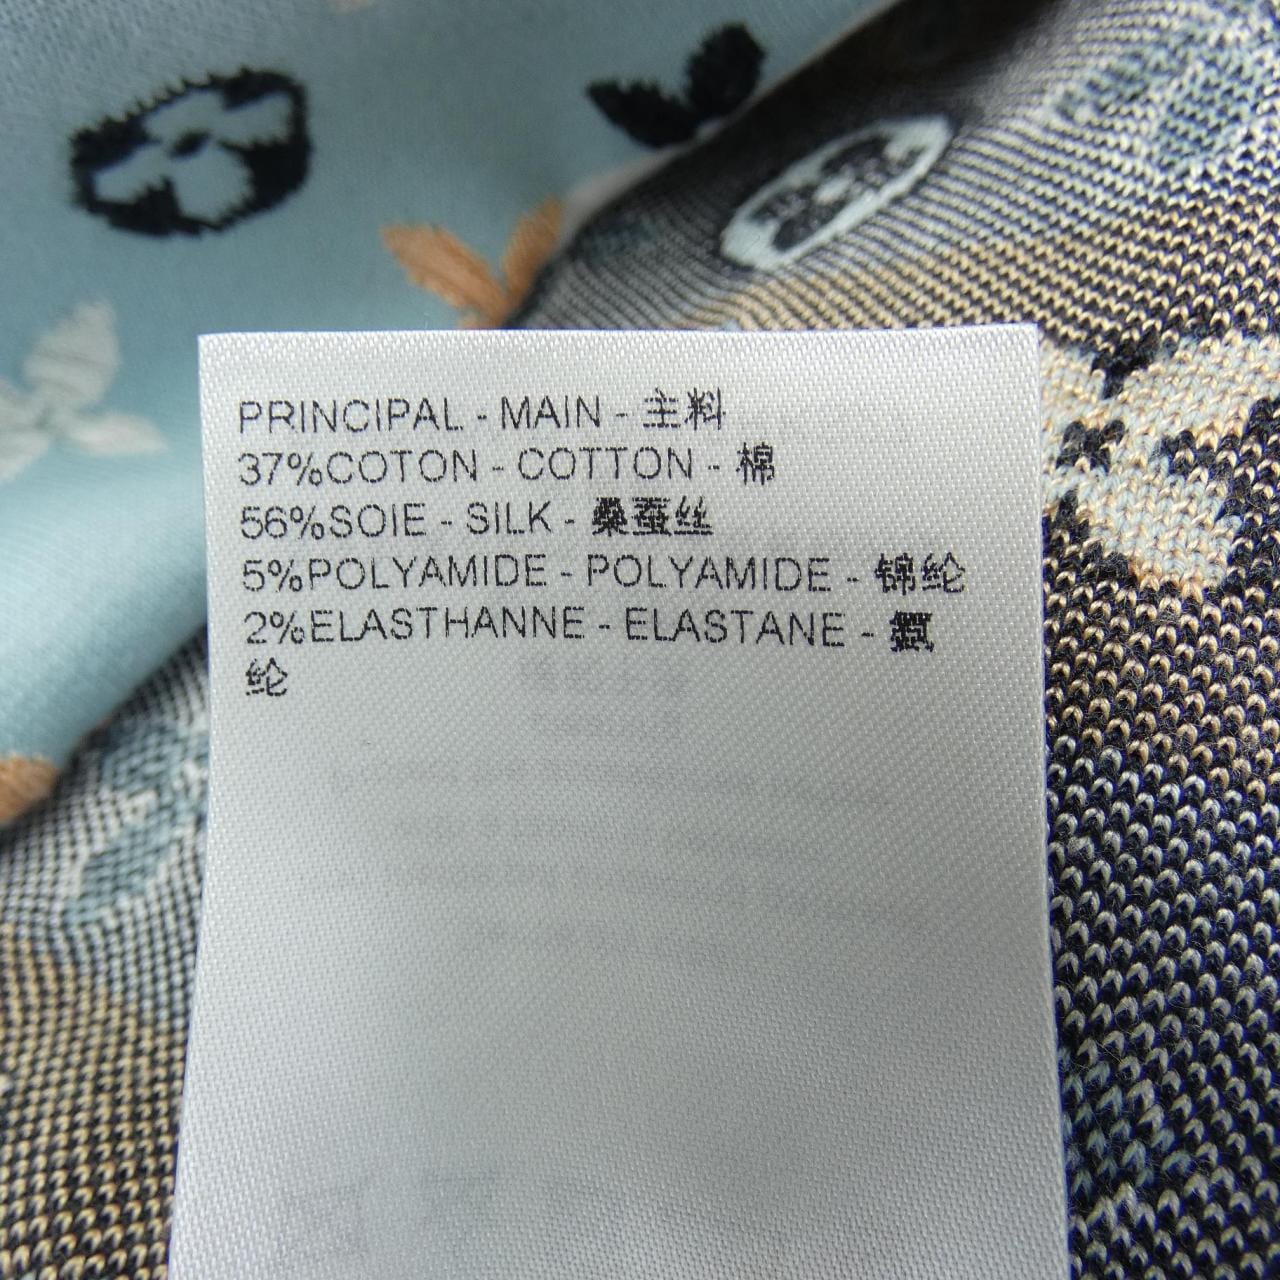 PRINCIPAL - MAIN - 主料
37%COTON - COTTON - 棉
56%SOIE - SILK - 桑蚕丝
5%POLYAMIDE - POLYAMIDE - 锦纶
2%ELASTHANNE - ELASTANE - 氨
纶